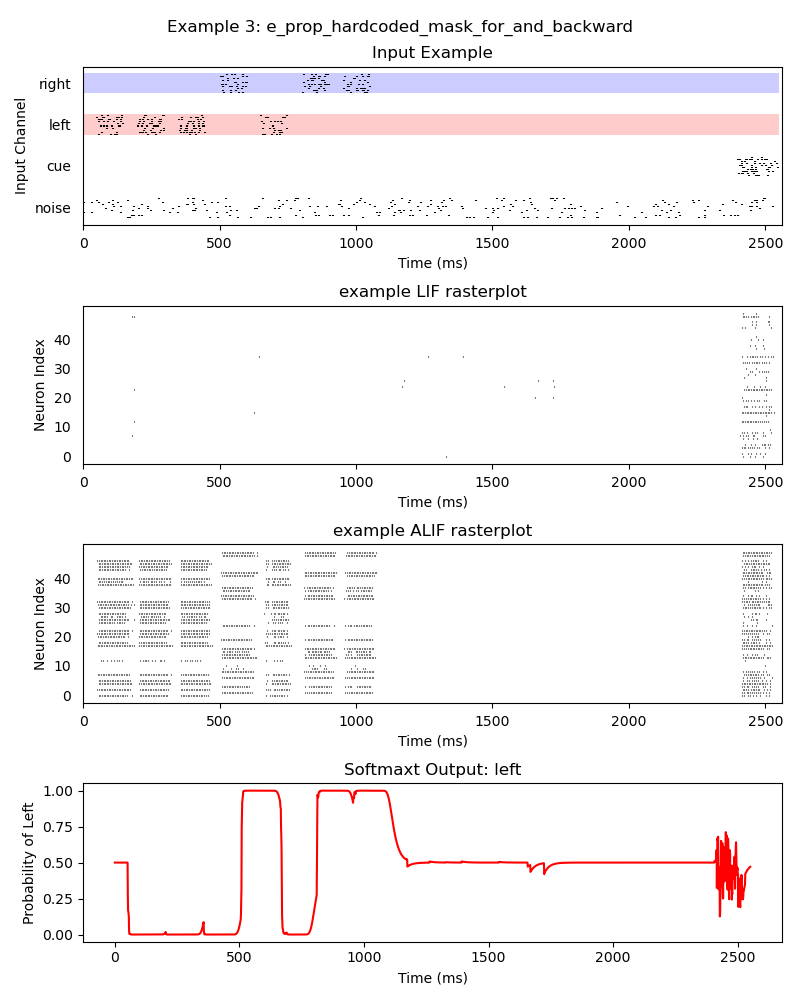 Example 3: e_prop_hardcoded_mask_for_and_backward
Input Example
Input Channel
right
left
cue
noise
0 500 1000 1500 2000 2500
Time (ms)
example LIF rasterplot
Neuron Index
40
30
20
10
0
0 500 1000 1500 2000 2500
Time (ms)
example ALIF rasterplot
Neuron Index
40
30
20
10
0
0 500 1000 1500 2000 2500
Time (ms)
Softmaxt Output: left
Probability of Left
1.00
0.75
0.50
0.25
0.00
0 500 1000 1500 2000 2500
Time (ms)